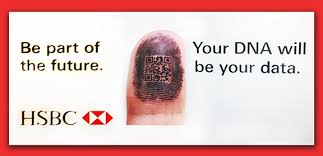 Be part of
the future.
Your DNA will
be your data.
HSBC